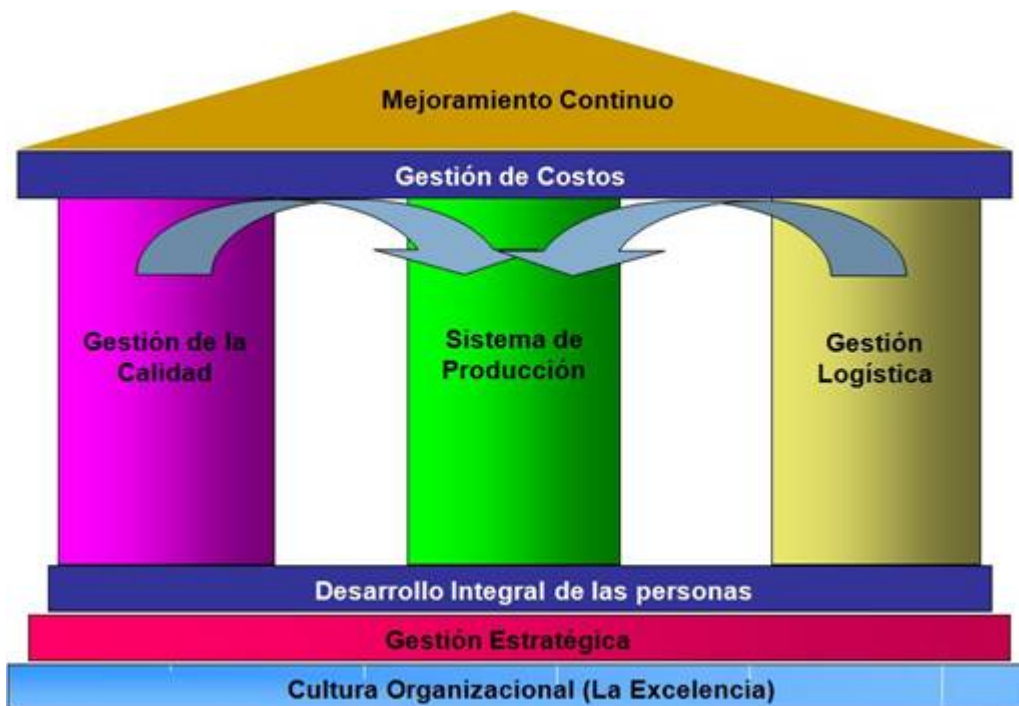 Mejoramiento Continuo
Gestión de Costos
Gestión de la
Calidad
Sistema de
Producción
Gestión
Logística
Desarrollo Integral de las personas
Gestión Estratégica
Cultura Organizacional (La Excelencia)